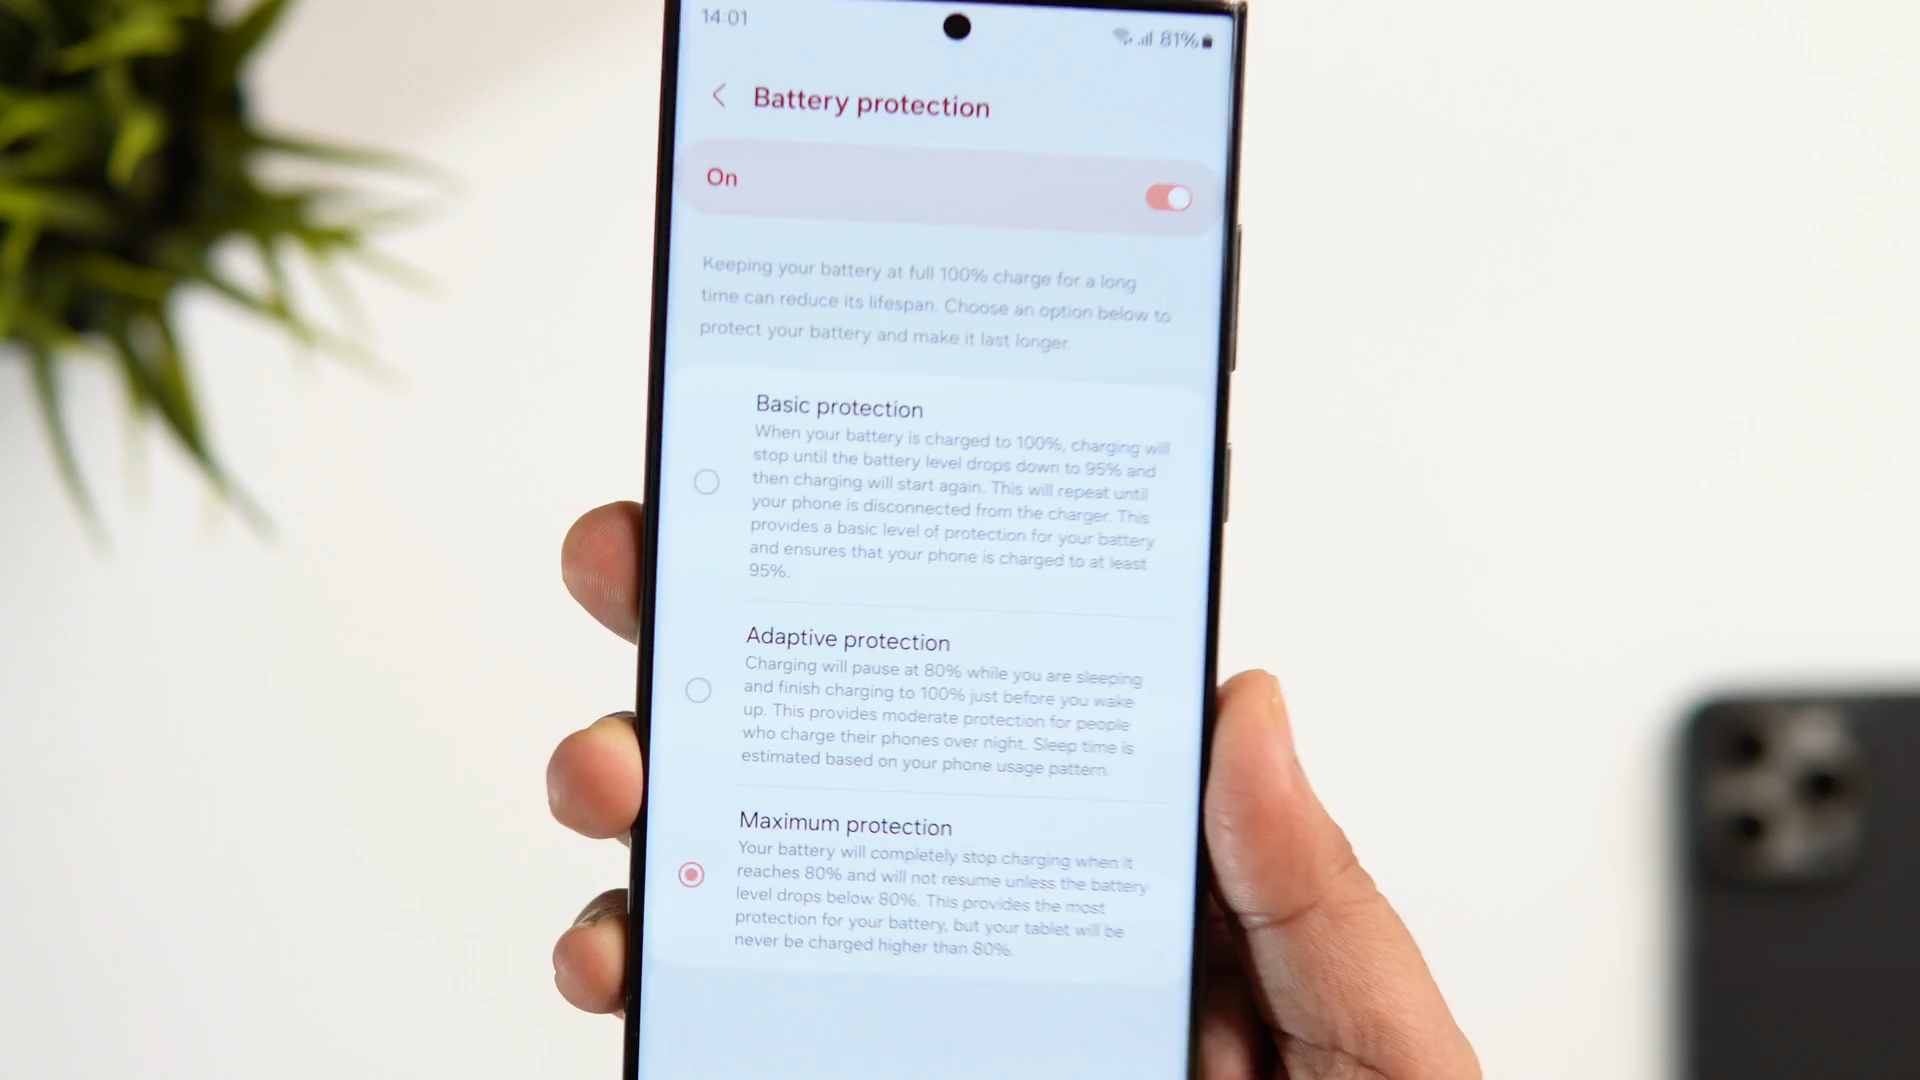 14:01
81%
Battery protection
On
Keeping your battery at full 100% charge for a long
time can reduce its lifespan. Choose an option below to
protect your battery and make it last longer.
Basic protection
When your battery is charged to 100%, charging will
stop until the battery level drops down to 95% and
then charging will start again. This will repeat until
your phone is disconnected from the charger. This
provides a basic level of protection for your battery
and ensures that your phone is charged to at least
95%.
Adaptive protection
Charging will pause at 80% while you are sleeping
and finish charging to 100% just before you wake
up. This provides moderate protection for people
who charge their phones over night. Sleep time is
estimated based on your phone usage pattern.
Maximum protection
Your battery will completely stop charging when it
reaches 80% and will not resume unless the battery
level drops below 80%. This provides the most
protection for your battery, but your tablet will be
never be charged higher than 80%.